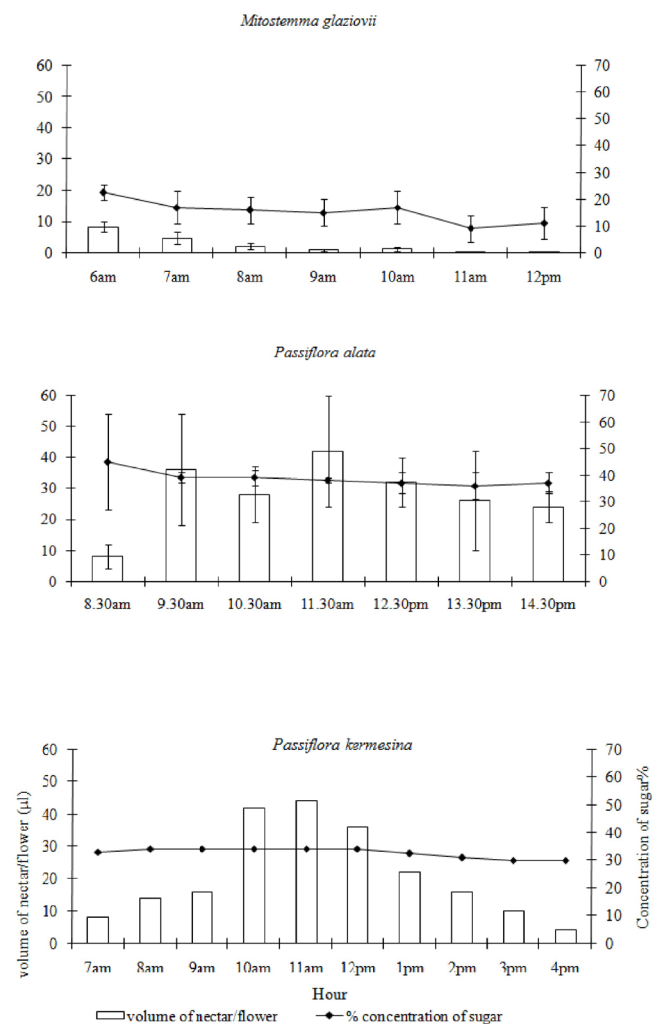 Mitostemma glaziovii
60 70
50 60
40 50
30 40
20 30
10 20
0 10
0
6am 7am 8am 9am 10am 11am 12pm
Passiflora alata
60 70
50 60
40 50
30 40
20 30
10 20
0 10
0
8.30am 9.30am 10.30am 11.30am 12.30pm 13.30pm 14.30pm
Passiflora kermesina
60 70
50 60
40 50
30 40
20 30
10 20
0 10
0
volume of nectar/flower (µl)
Concentration of sugar%
7am 8am 9am 10am 11am 12pm 1pm 2pm 3pm 4pm
Hour
volume of nectar/flower % concentration of sugar